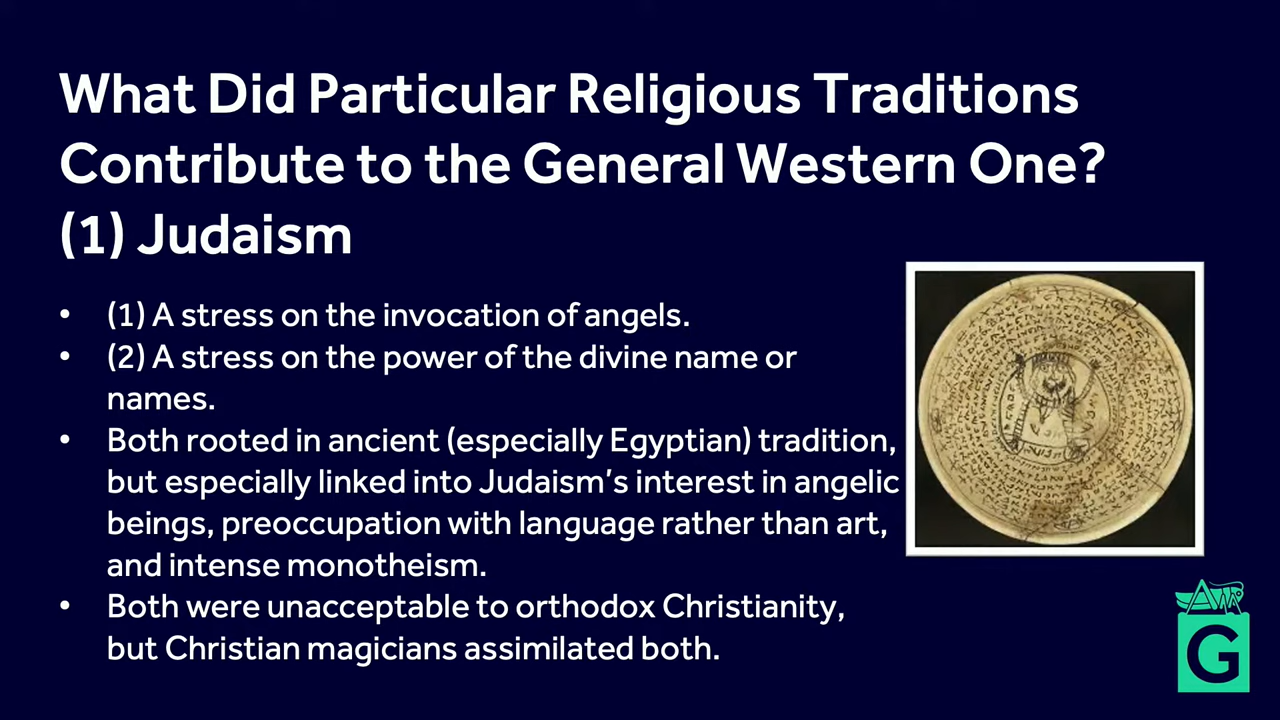 What Did Particular Religious Traditions
Contribute to the General Western One?
(1) Judaism
• (1) A stress on the invocation of angels.
• (2) A stress on the power of the divine name or
names.
• Both rooted in ancient (especially Egyptian) tradition,
but especially linked into Judaism’s interest in angelic
beings, preoccupation with language rather than art,
and intense monotheism.
• Both were unacceptable to orthodox Christianity,
but Christian magicians assimilated both.
G